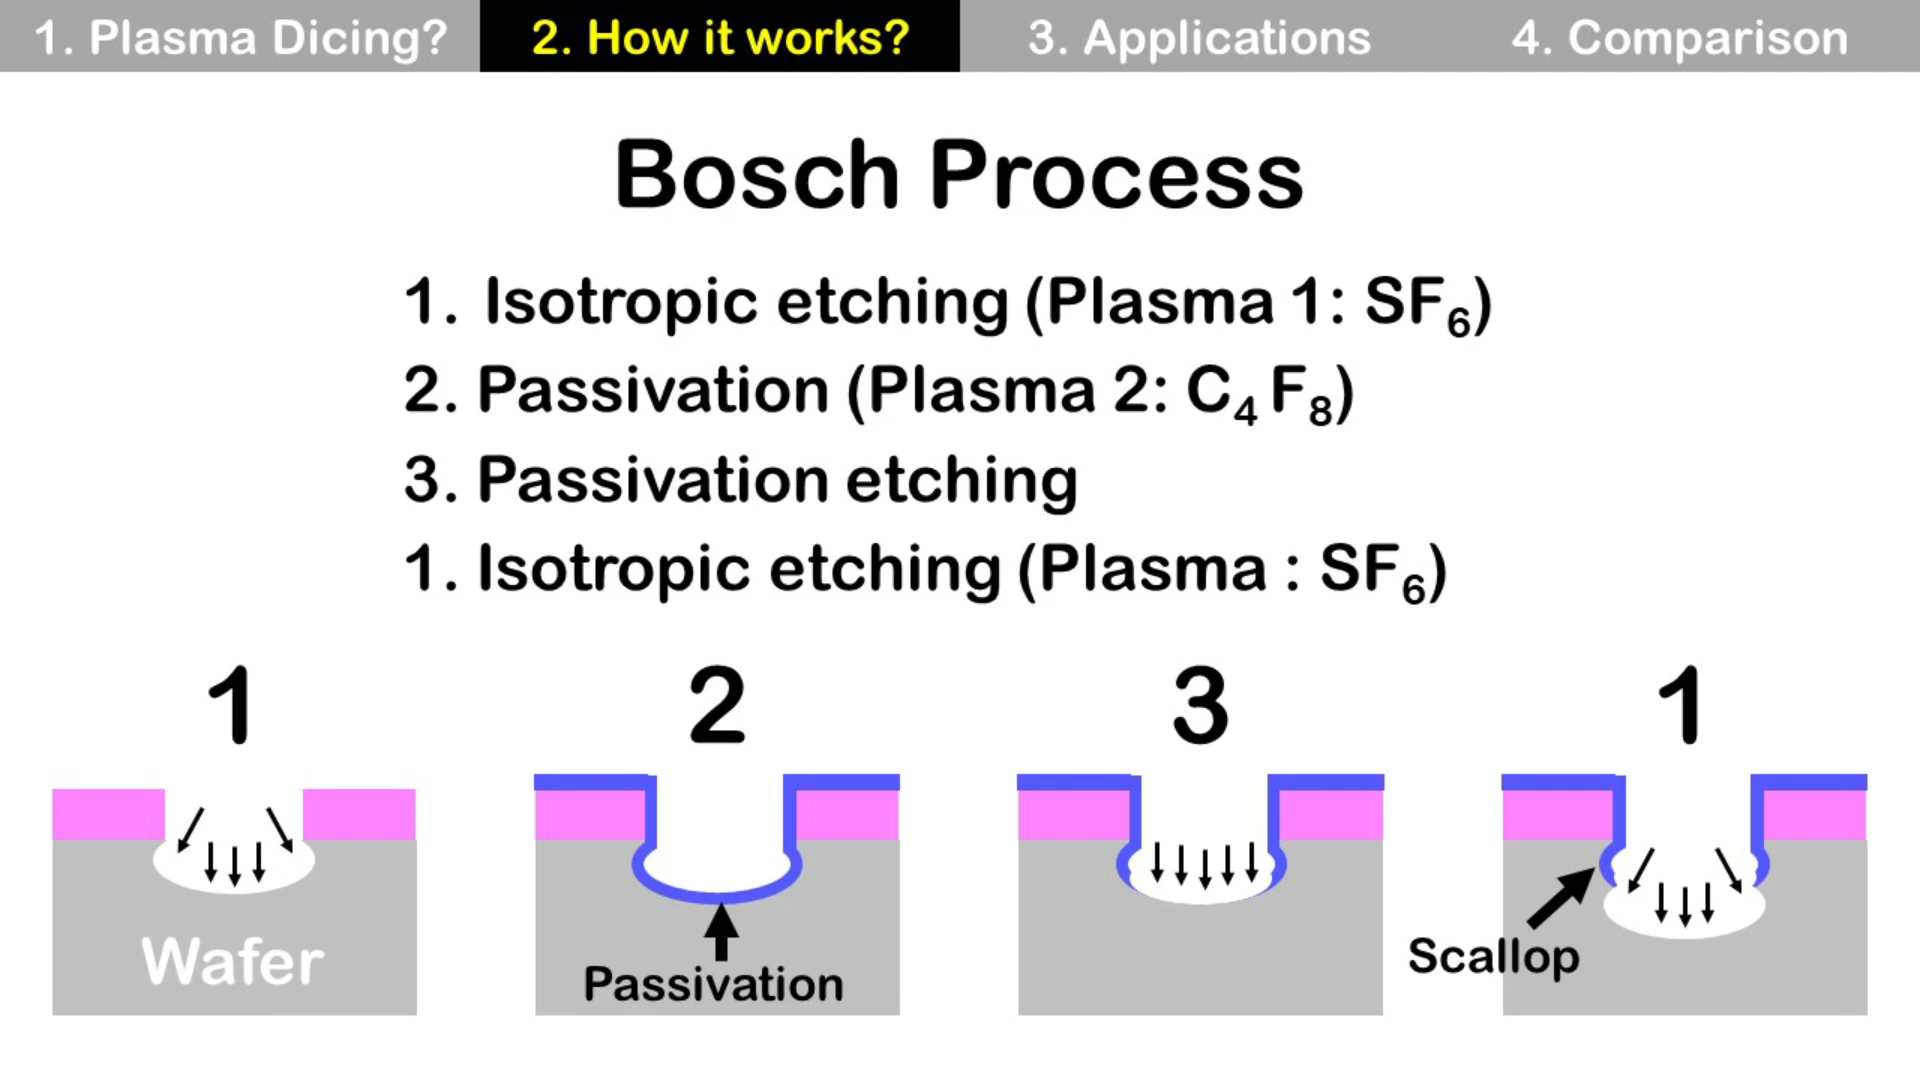 1. Plasma Dicing? 2. How it works? 3. Applications 4. Comparison
Bosch Process
1. Isotropic etching (Plasma 1: SF₆)
2. Passivation (Plasma 2: C₄F₈)
3. Passivation etching
1. Isotropic etching (Plasma : SF₆)
1 2 3 1
Wafer
Passivation
Scallop